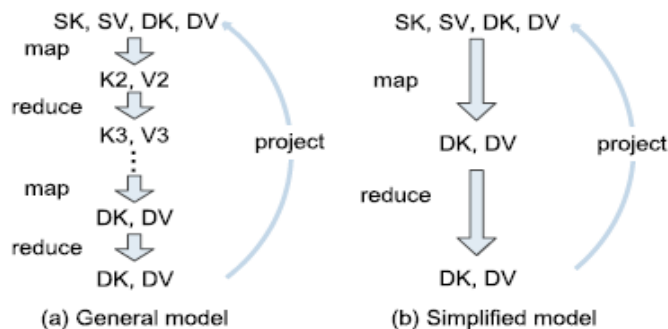 SK, SV, DK, DV
map
K2, V2
reduce
K3, V3
map
DK, DV
reduce
DK, DV
project
(a) General model
SK, SV, DK, DV
map
DK, DV
reduce
DK, DV
project
(b) Simplified model